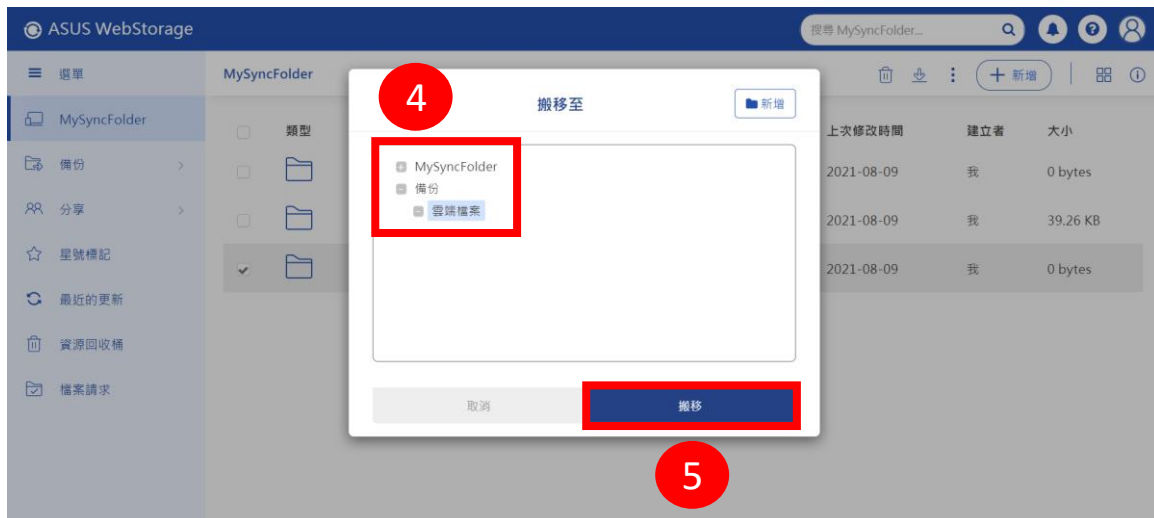 ASUS WebStorage
搜尋 MySyncFolder...
選單
MySyncFolder
備份
分享
星號標記
最近的更新
資源回收桶
檔案請求
MySyncFolder
新增
類型
上次修改時間
建立者
大小
2021-08-09
我
0 bytes
2021-08-09
我
39.26 KB
2021-08-09
我
0 bytes
4
搬移至
新增
MySyncFolder
備份
雲端檔案
取消
搬移
5